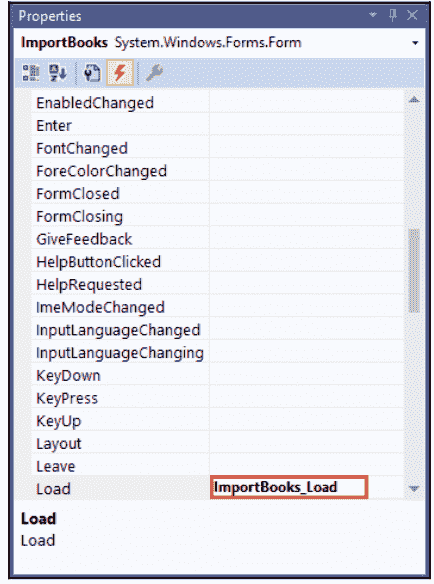 Properties
ImportBooks System.Windows.Forms.Form
EnabledChanged
Enter
FontChanged
ForeColorChanged
FormClosed
FormClosing
GiveFeedback
HelpButtonClicked
HelpRequested
ImeModeChanged
InputLanguageChanged
InputLanguageChanging
KeyDown
KeyPress
KeyUp
Layout
Leave
Load ImportBooks_Load
Load
Load